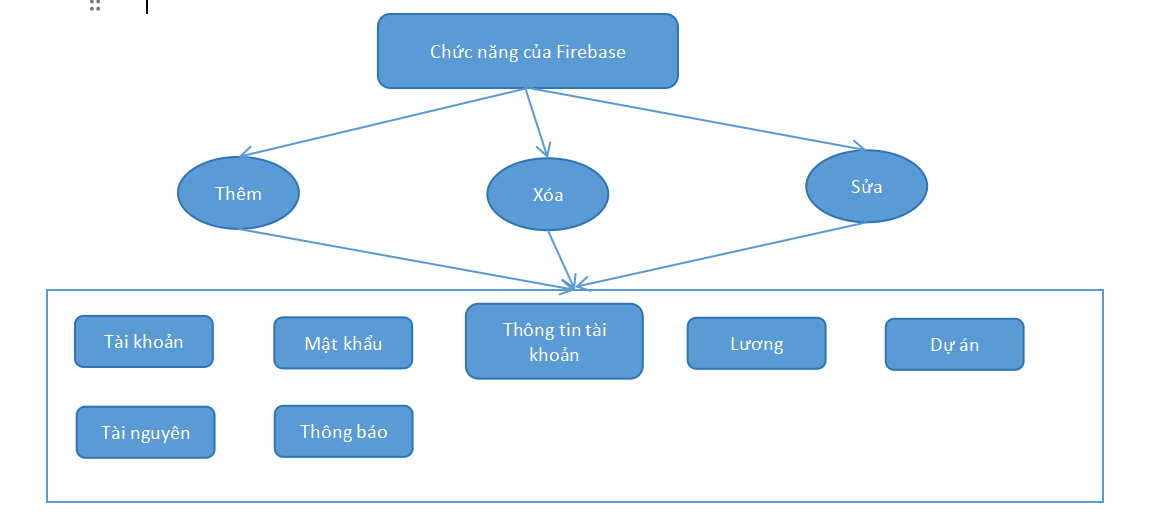 Chức năng của Firebase
Thêm
Xóa
Sửa
Tài khoản
Mật khẩu
Thông tin tài
khoản
Lương
Dự án
Tài nguyên
Thông báo